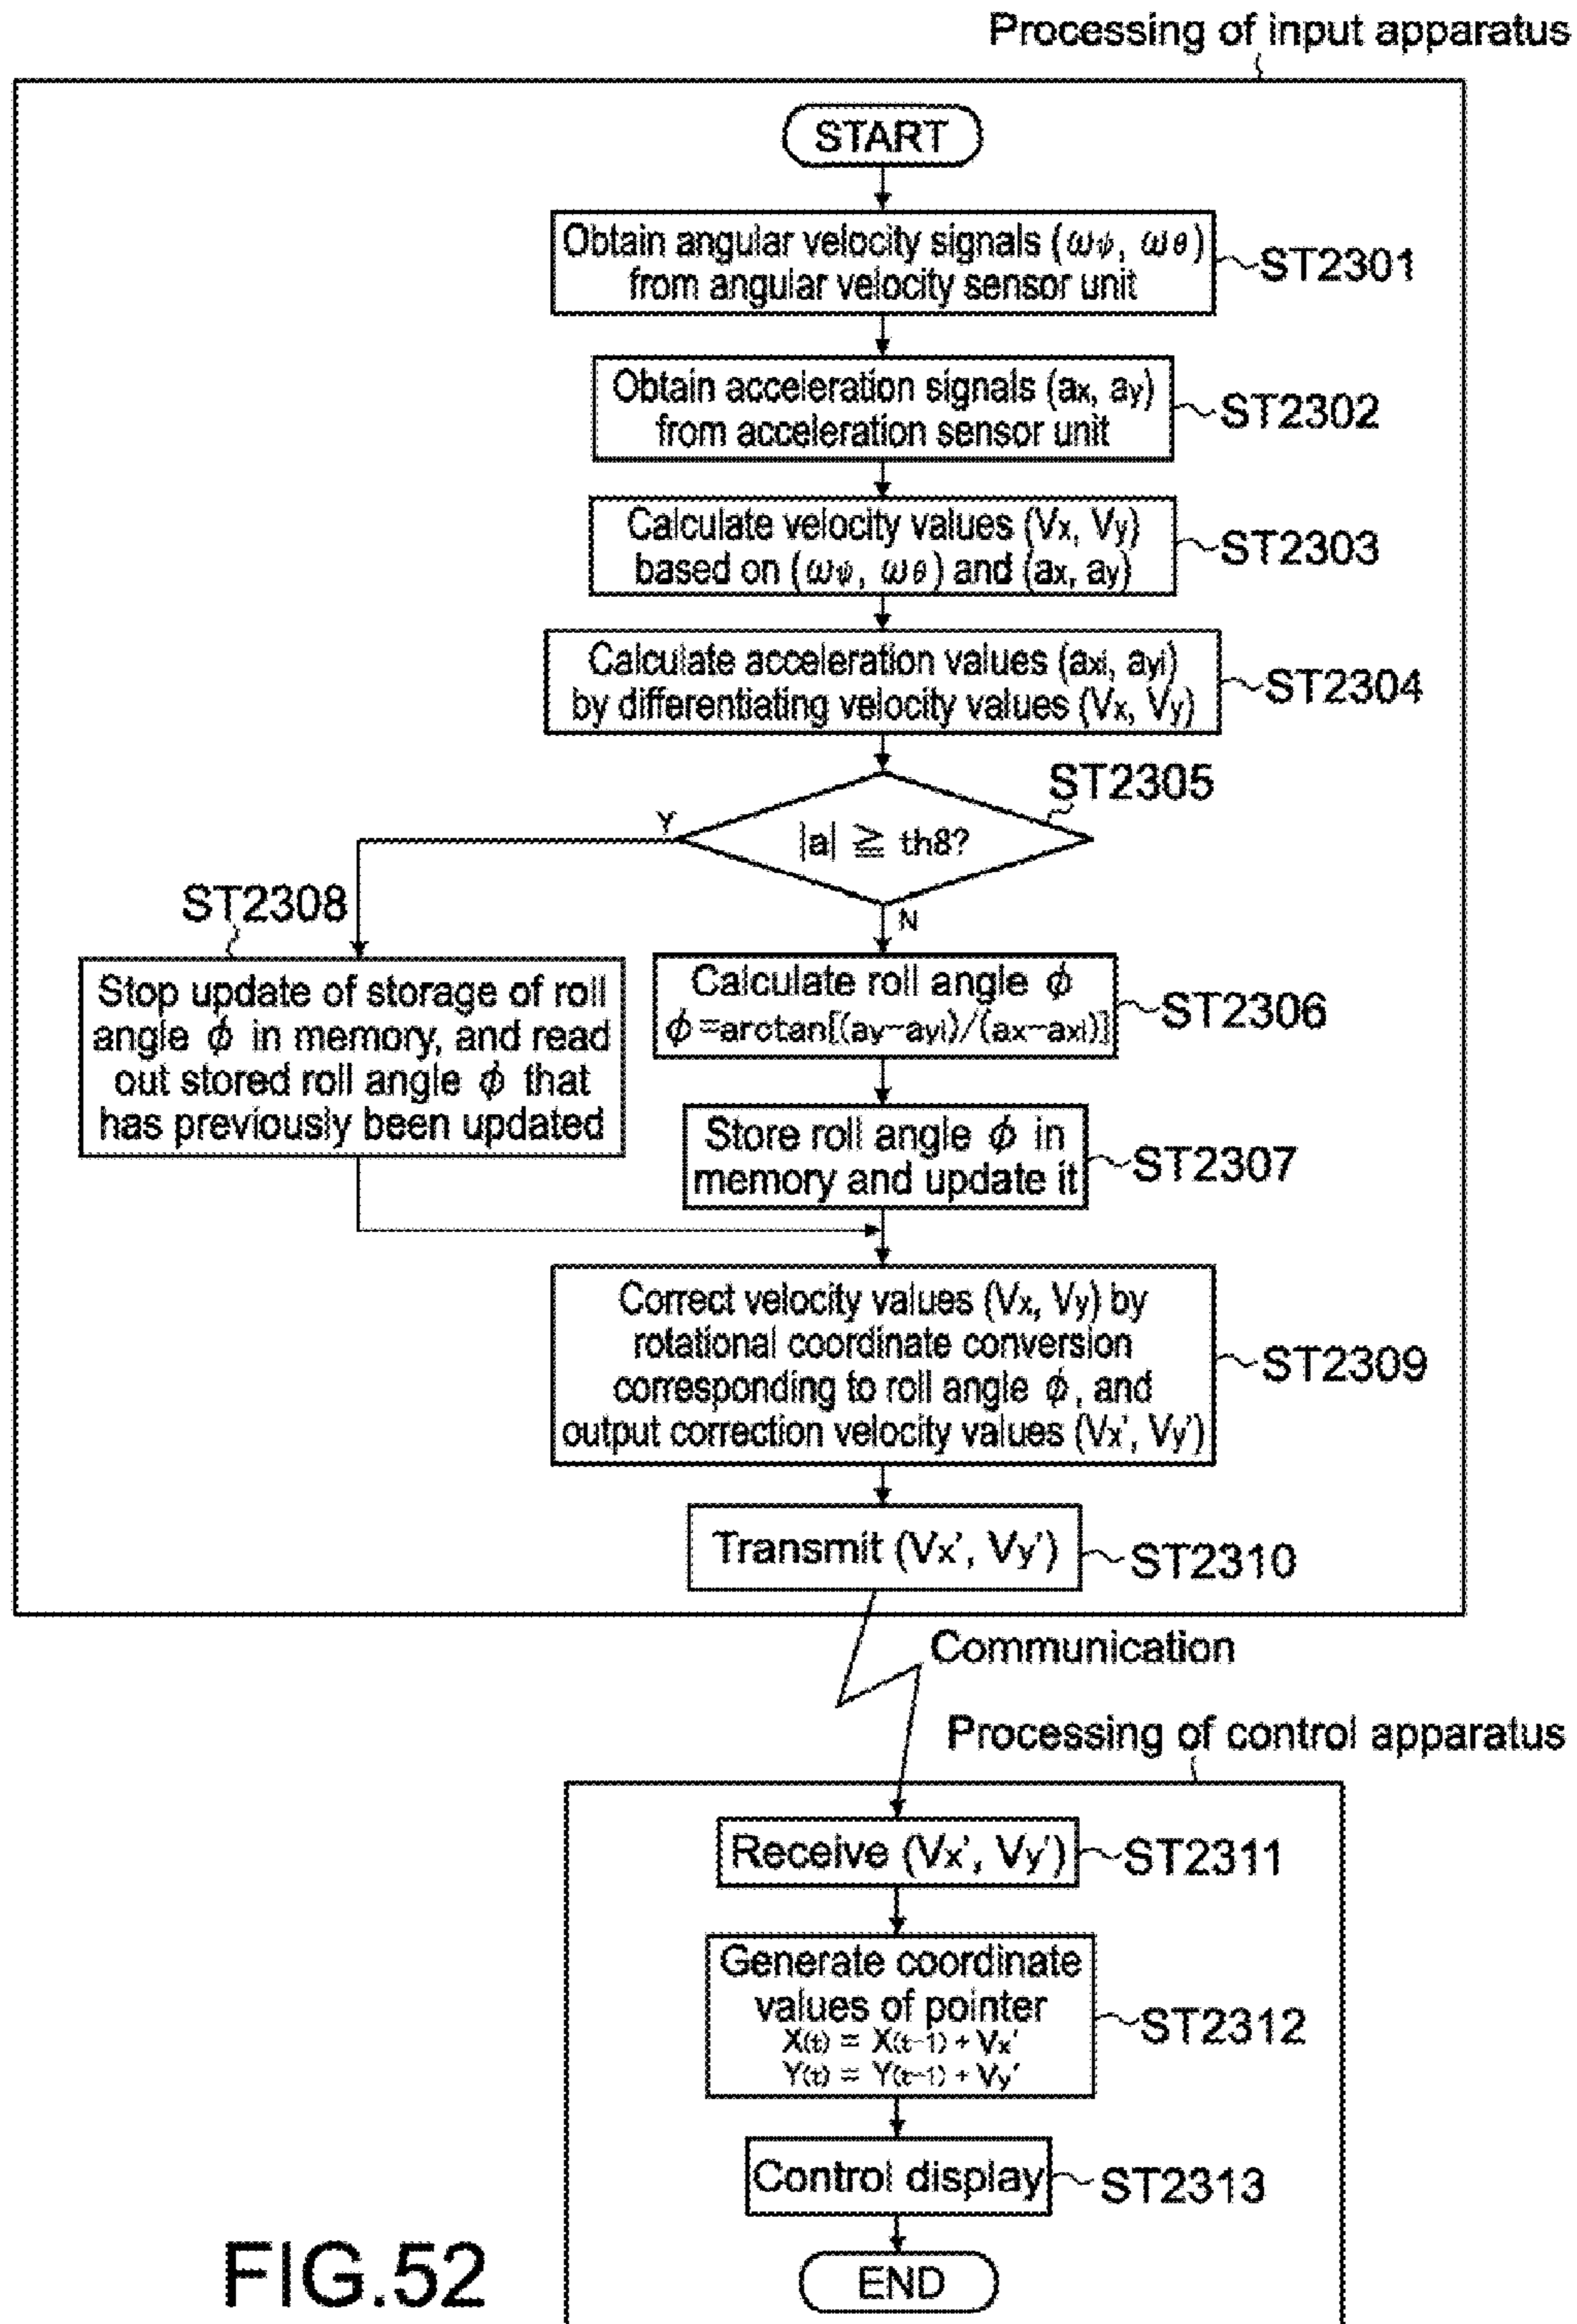 Processing of input apparatus
START
Obtain angular velocity signals (ωψ, ωθ)
from angular velocity sensor unit
ST2301
Obtain acceleration signals (ax, ay)
from acceleration sensor unit
ST2302
Calculate velocity values (Vx, Vy)
based on (ωψ, ωθ) and (ax, ay)
ST2303
Calculate acceleration values (axi, ayi)
by differentiating velocity values (Vx, Vy)
ST2304
ST2305
|a| ≧ th8?
Y
N
ST2308
Stop update of storage of roll
angle ϕ in memory, and read
out stored roll angle ϕ that
has previously been updated
Calculate roll angle ϕ
ϕ=arctan[(ay-ayi)/(ax-axi)]
ST2306
Store roll angle ϕ in
memory and update it
ST2307
Correct velocity values (Vx, Vy) by
rotational coordinate conversion
corresponding to roll angle ϕ, and
output correction velocity values (Vx', Vy')
ST2309
Transmit (Vx', Vy')
ST2310
Communication
Processing of control apparatus
Receive (Vx', Vy')
ST2311
Generate coordinate
values of pointer
X(t) = X(t-1) + Vx'
Y(t) = Y(t-1) + Vy'
ST2312
Control display
ST2313
END
FIG.52